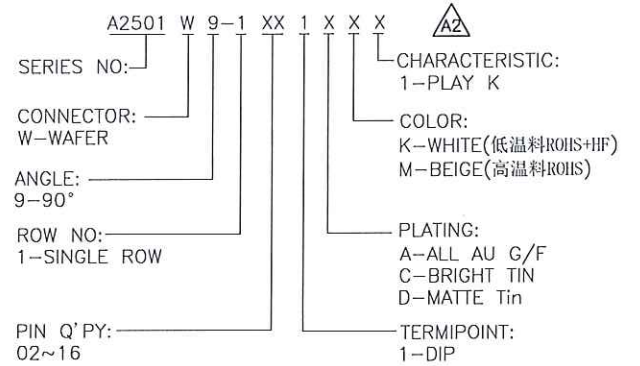 A2501 W 9-1 XX 1 X X X
A2
SERIES NO:
CHARACTERISTIC:
1-PLAY K
CONNECTOR:
W-WAFER
COLOR:
K-WHITE(低温料ROHS+HF)
M-BEIGE(高温料ROHS)
ANGLE:
9-90°
ROW NO:
1-SINGLE ROW
PLATING:
A-ALL AU G/F
C-BRIGHT TIN
D-MATTE Tin
PIN Q'PY:
02~16
TERMIPOINT:
1-DIP